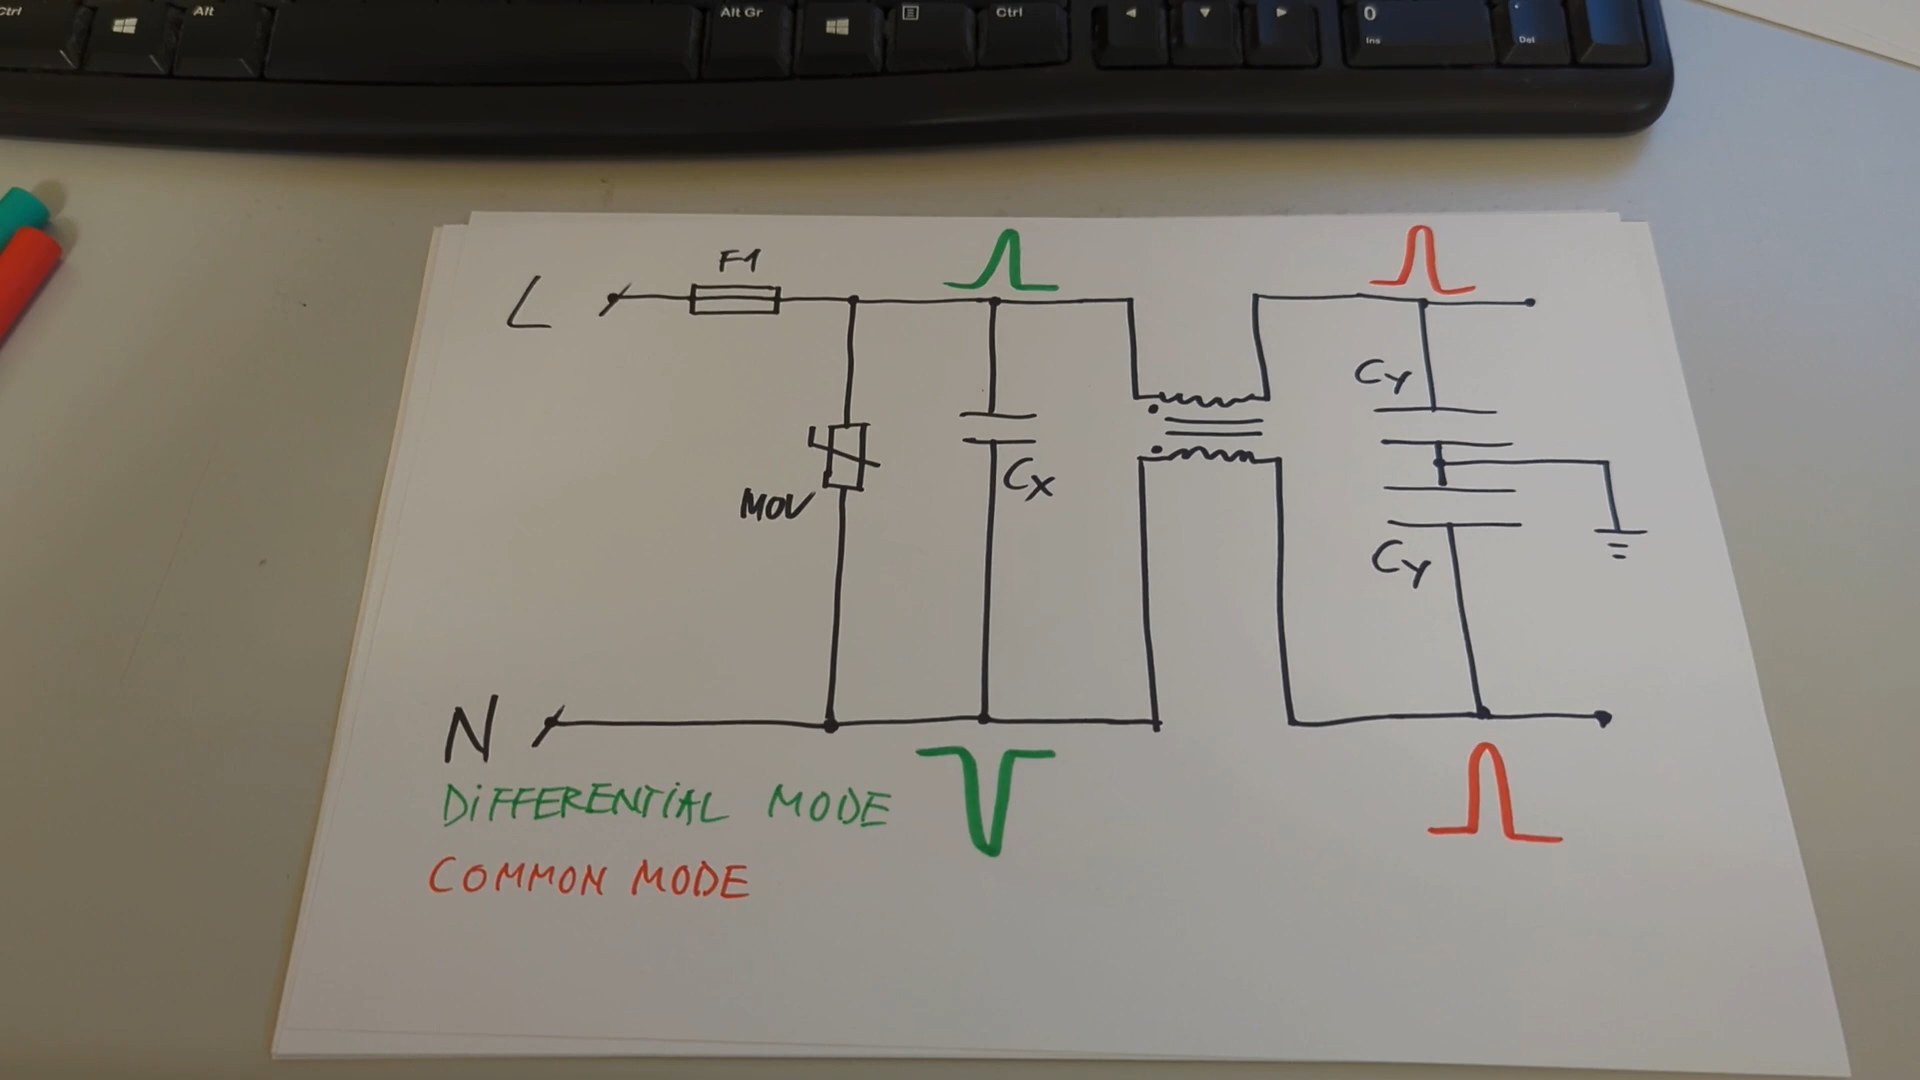 Ctrl
Alt
Alt Gr
Ctrl
0
Ins
.
Del
F1
L
Cy
MOV
Cx
Cy
N
DiFFERENTiAL MODE
COMMON MODE